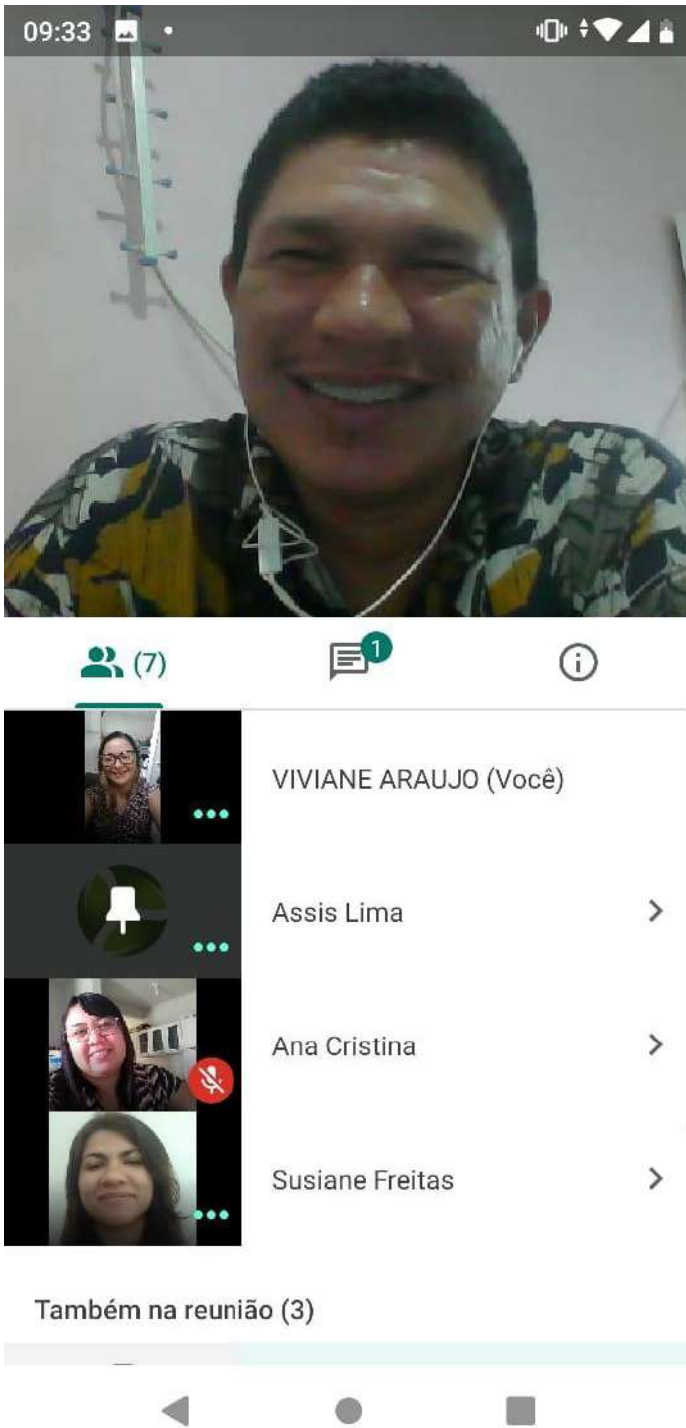 09:33
(7)
1
VIVIANE ARAUJO (Você)
Assis Lima
Ana Cristina
Susiane Freitas
Também na reunião (3)